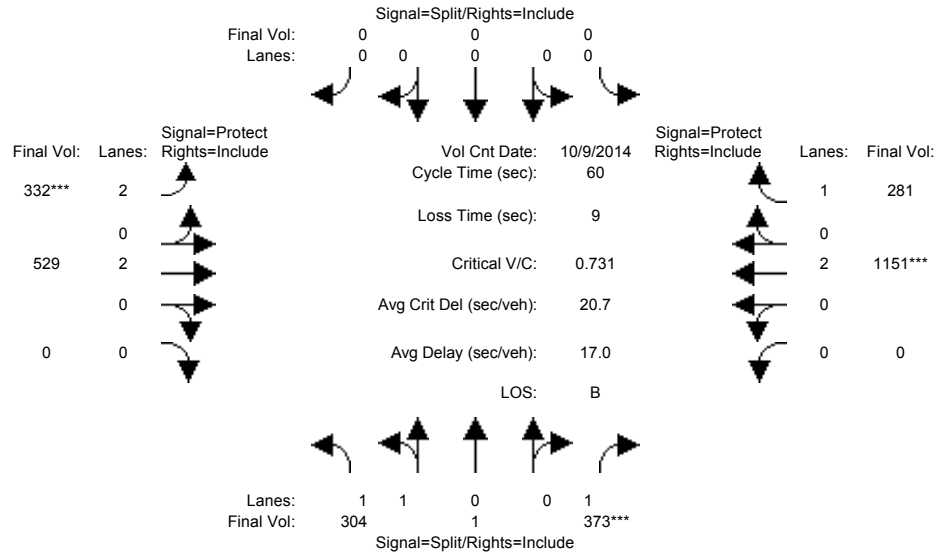 Signal=Split/Rights=Include
Final Vol: 0 0 0
Lanes: 0 0 0 0 0
Signal=Protect Signal=Protect
Final Vol: Lanes: Rights=Include Vol Cnt Date: 10/9/2014 Rights=Include Lanes: Final Vol:
Cycle Time (sec): 60
332*** 2 1 281
Loss Time (sec): 9
0 0
529 2 Critical V/C: 0.731 2 1151***
0 Avg Crit Del (sec/veh): 20.7 0
0 0 Avg Delay (sec/veh): 17.0 0 0
LOS: B
Lanes: 1 1 0 0 1
Final Vol: 304 1 373***
Signal=Split/Rights=Include